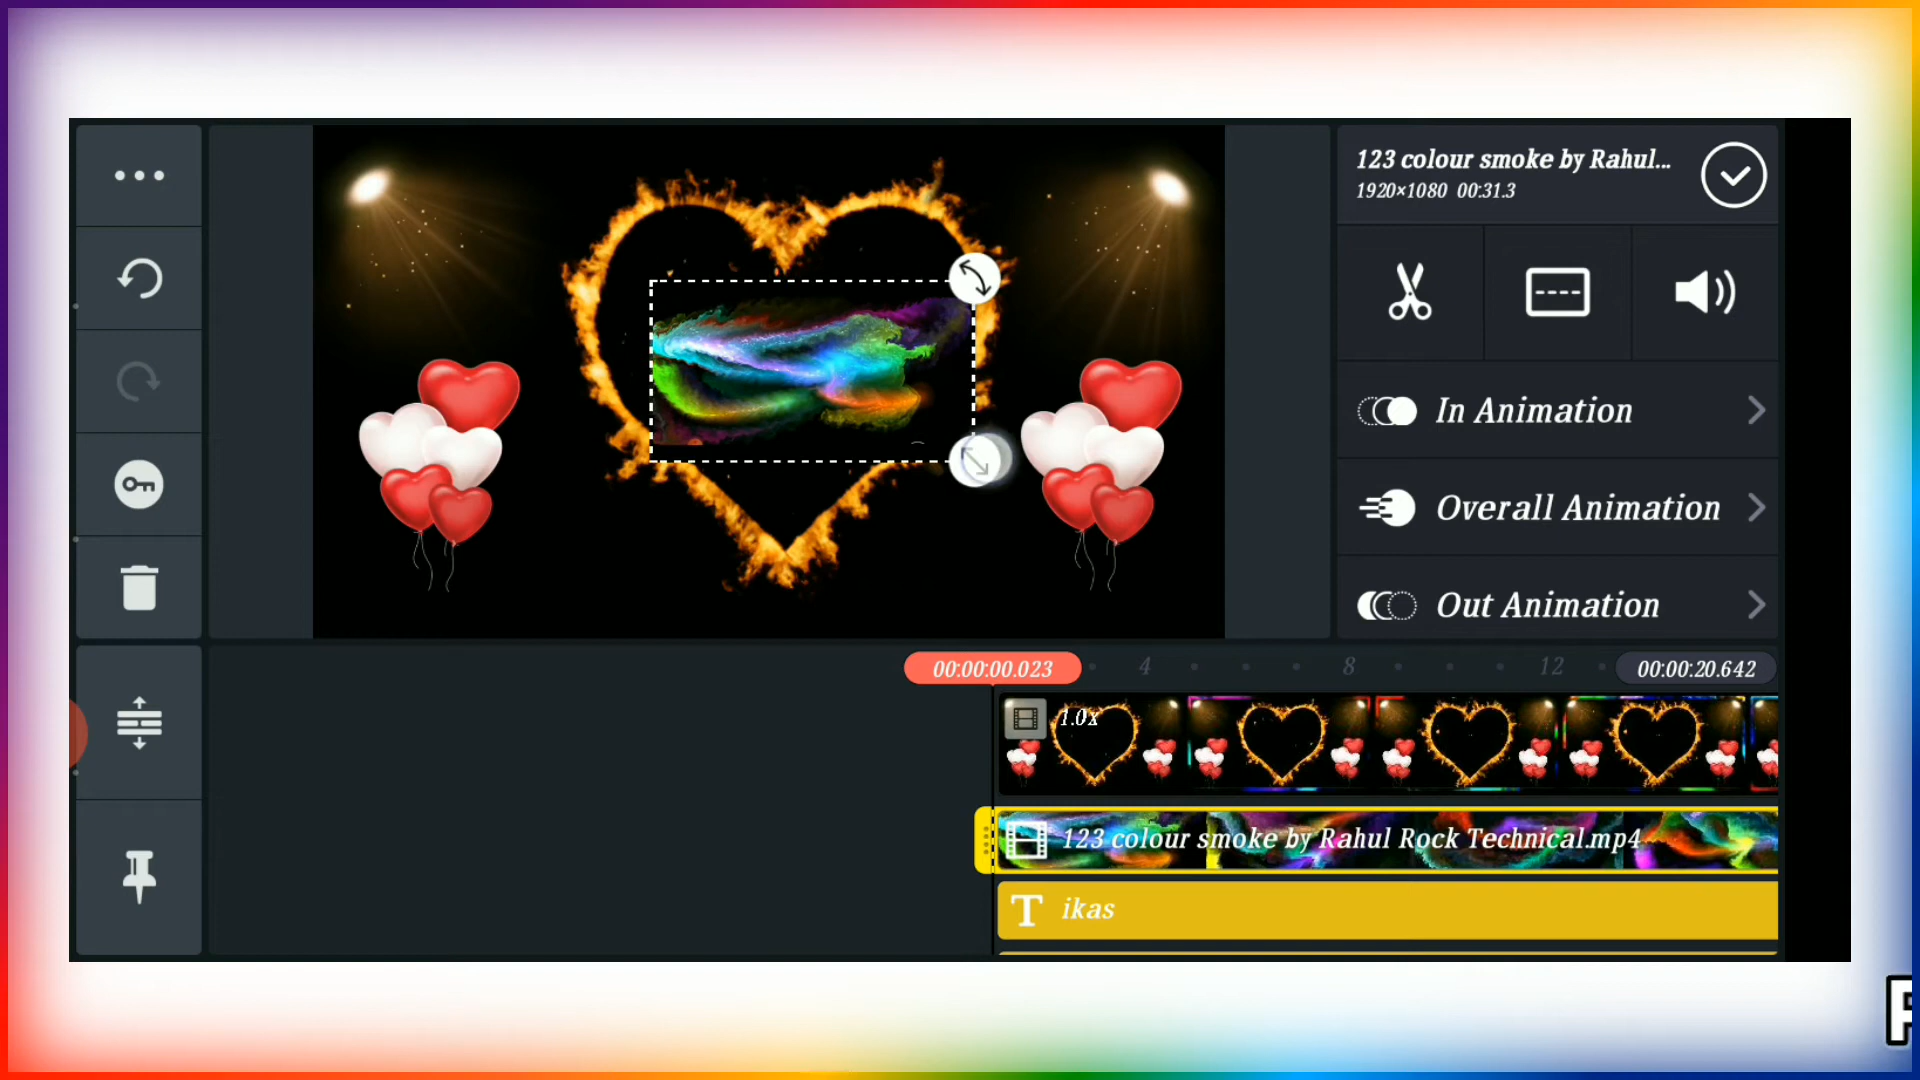 123 colour smoke by Rahul...
1920×1080 00:31.3
In Animation
Overall Animation
Out Animation
00:00:00.023
4
8
12
00:00:20.642
1.0x
123 colour smoke by Rahul Rock Technical.mp4
T ikas